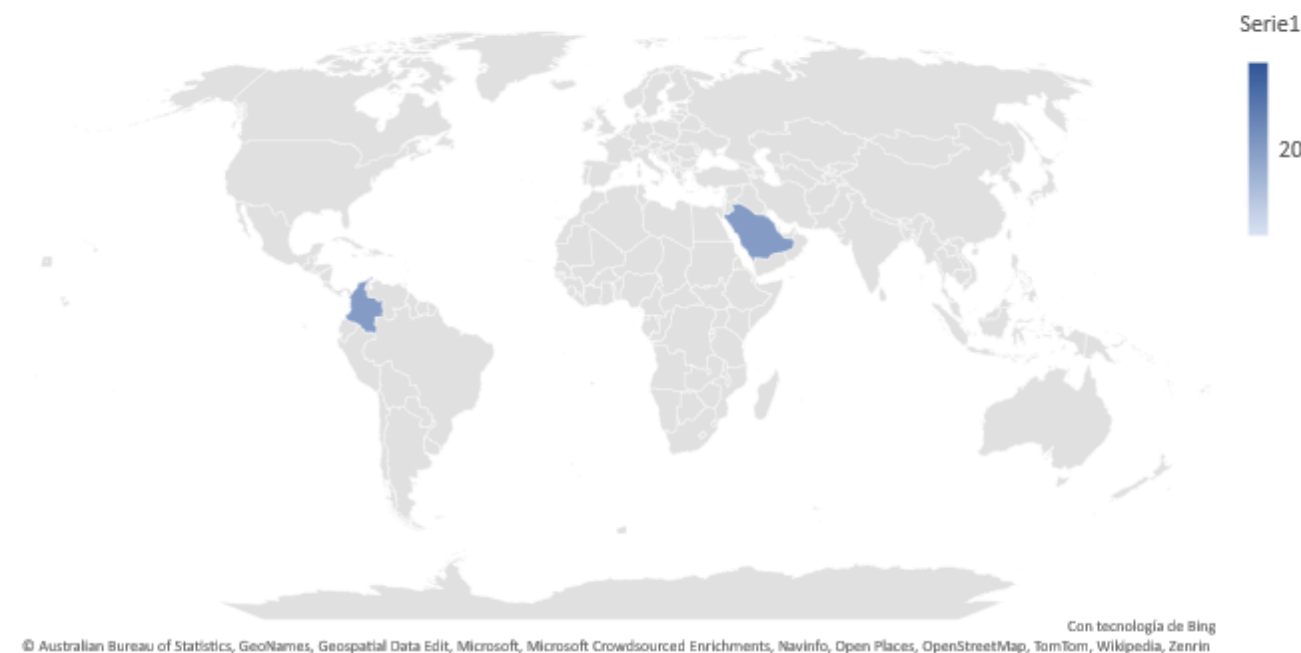 Serie1
20
Con tecnología de Bing
© Australian Bureau of Statistics, GeoNames, Geospatial Data Edit, Microsoft, Microsoft Crowdsourced Enrichments, Navinfo, Open Places, OpenStreetMap, TomTom, Wikipedia, Zenrin